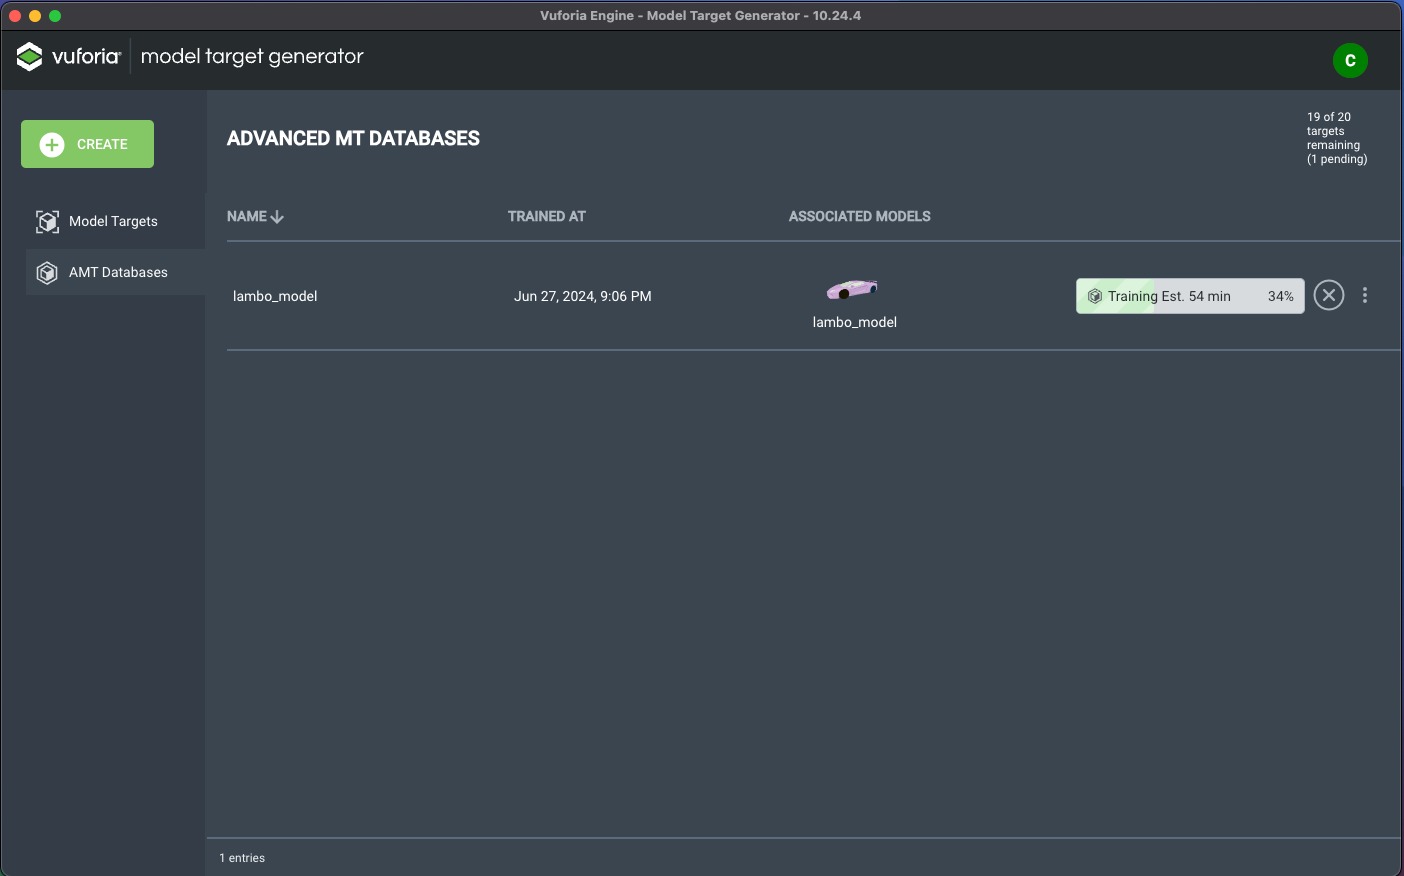 Vuforia Engine - Model Target Generator - 10.24.4
vuforia model target generator
C
CREATE
Model Targets
AMT Databases
ADVANCED MT DATABASES
19 of 20
targets
remaining
(1 pending)
NAME TRAINED AT ASSOCIATED MODELS
lambo_model Jun 27, 2024, 9:06 PM Training Est. 54 min 34%
lambo_model
1 entries